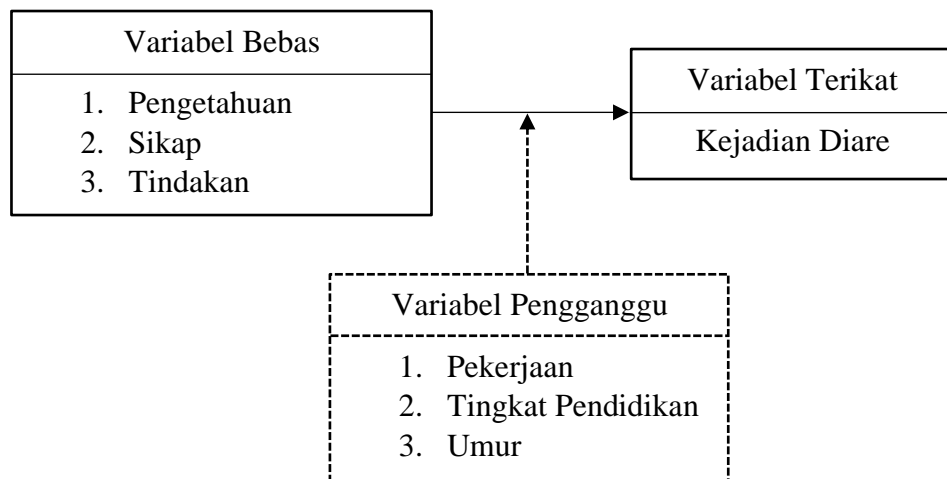 Variabel Bebas
1. Pengetahuan
2. Sikap
3. Tindakan
Variabel Terikat
Kejadian Diare
Variabel Pengganggu
1. Pekerjaan
2. Tingkat Pendidikan
3. Umur